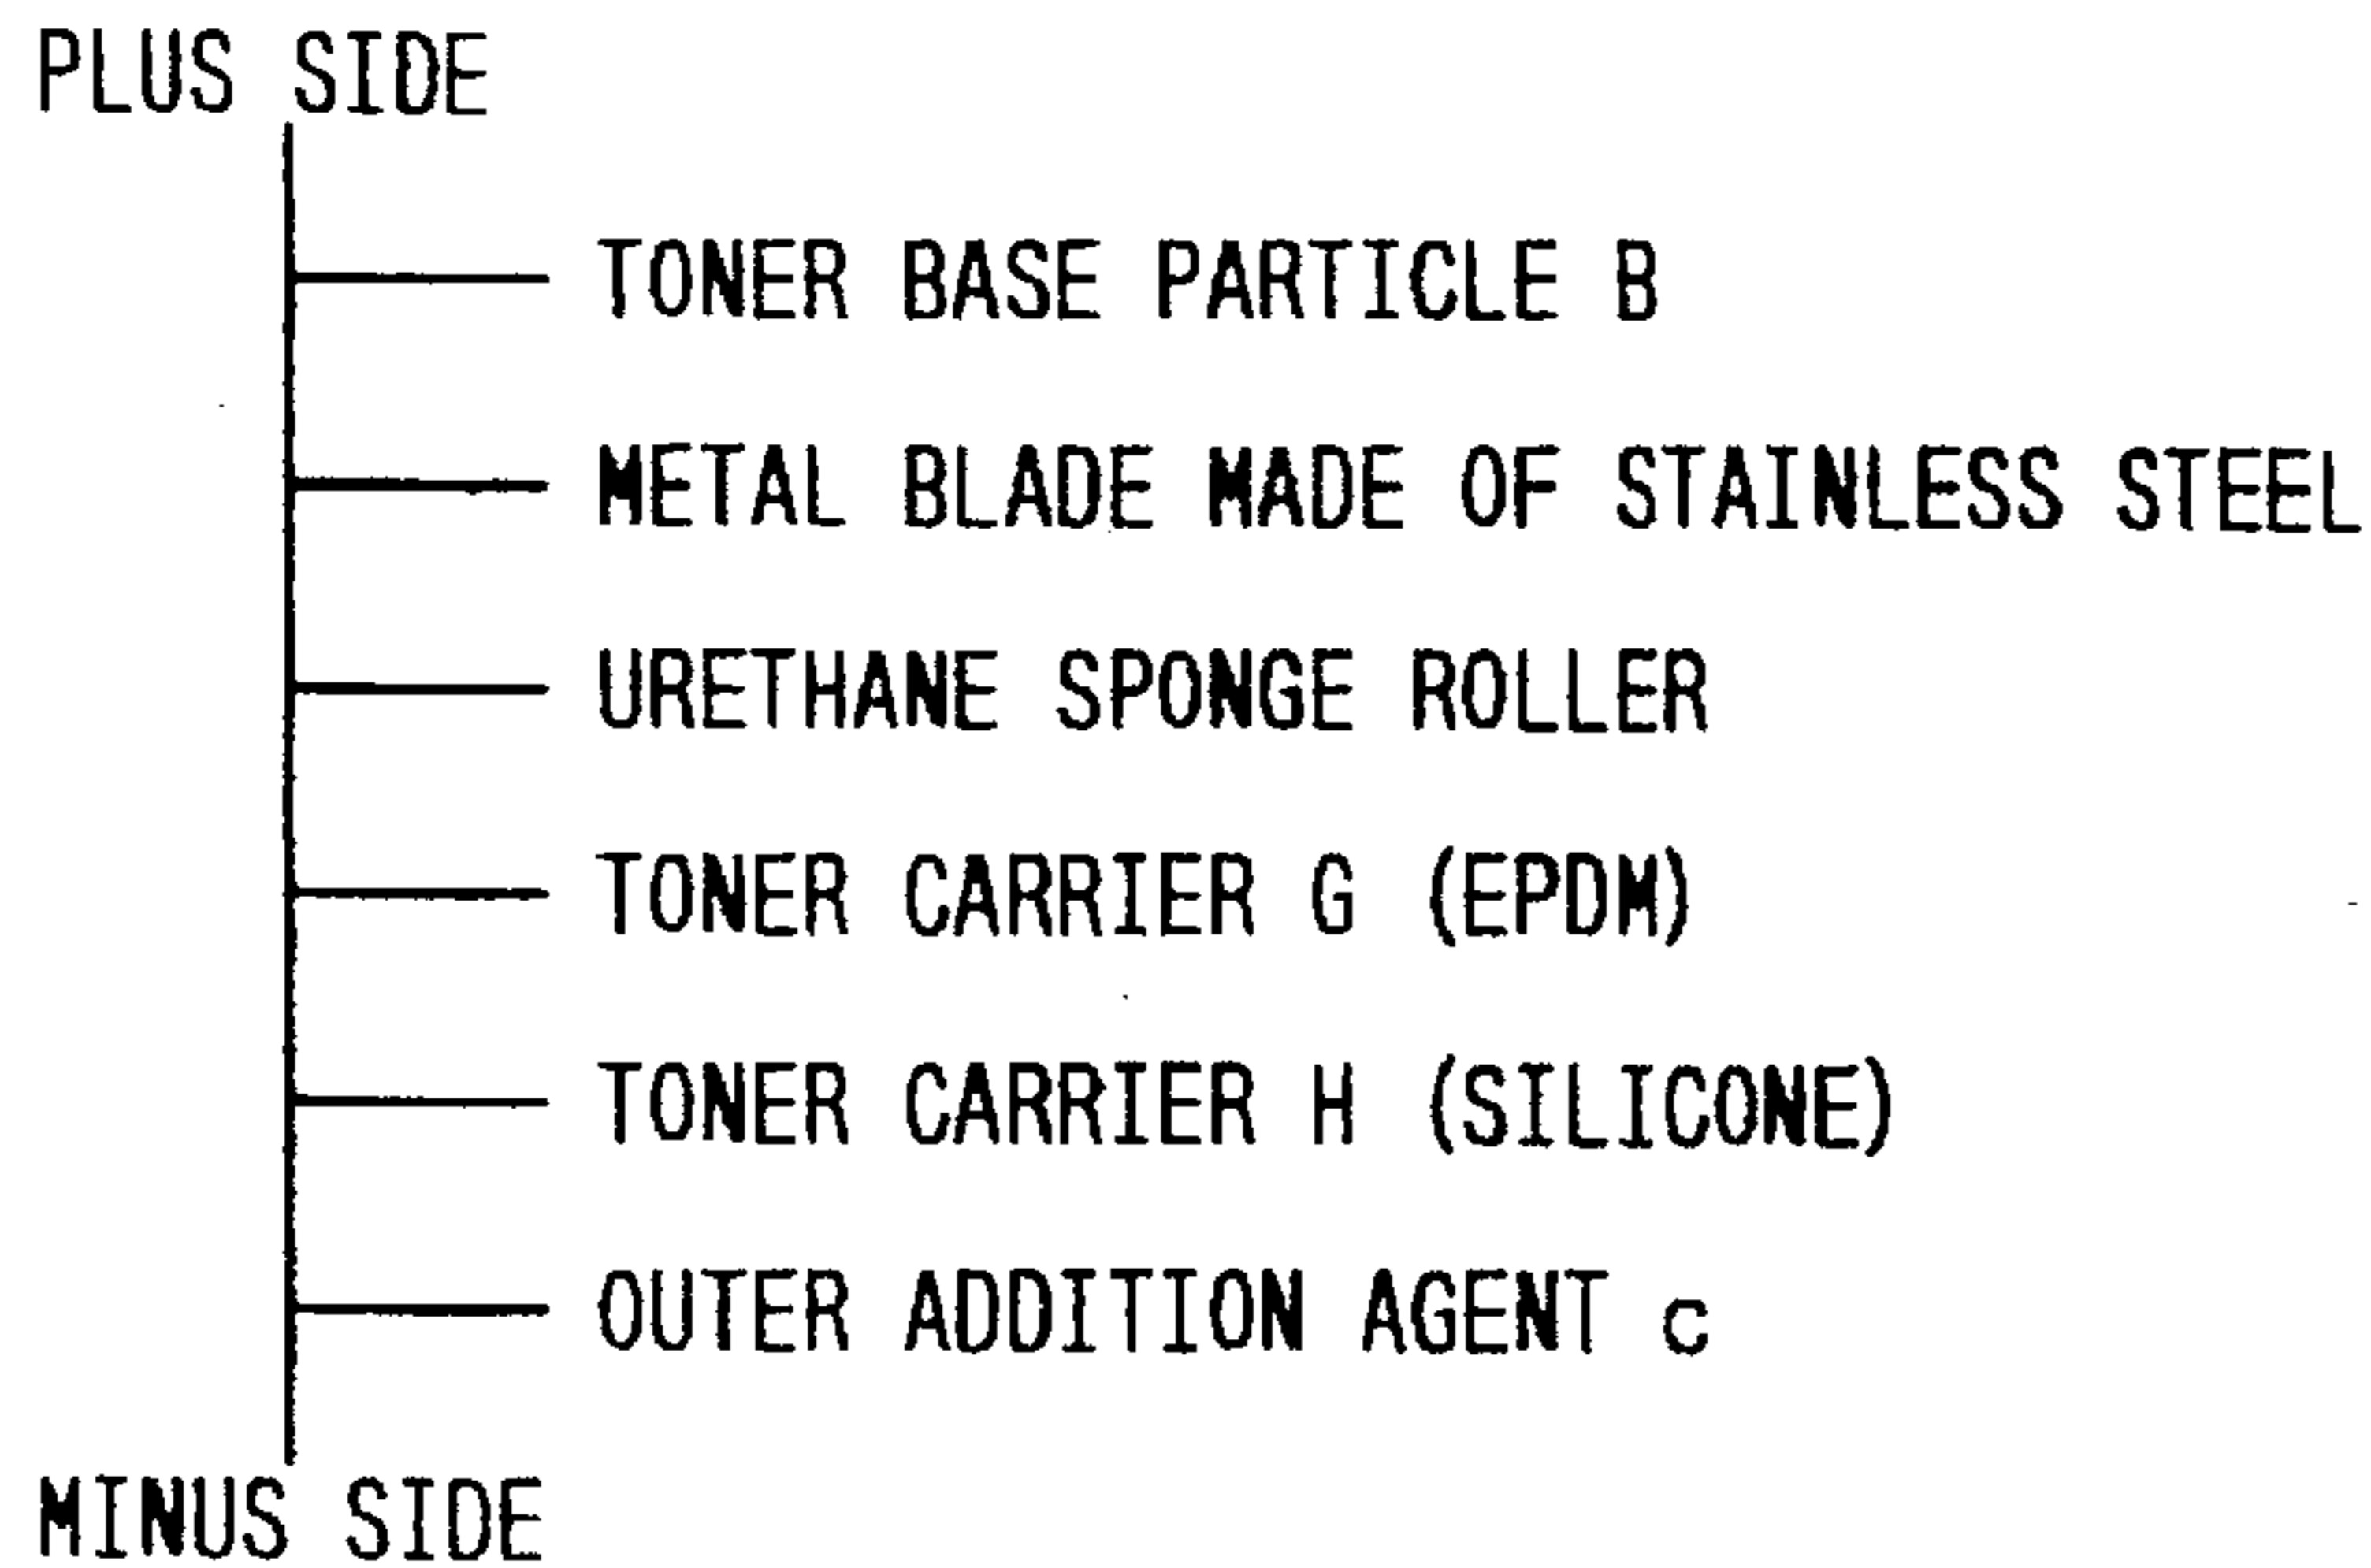 PLUS SIDE
TONER BASE PARTICLE B
METAL BLADE MADE OF STAINLESS STEEL
URETHANE SPONGE ROLLER
TONER CARRIER G (EPDM)
TONER CARRIER H (SILICONE)
OUTER ADDITION AGENT c
MINUS SIDE